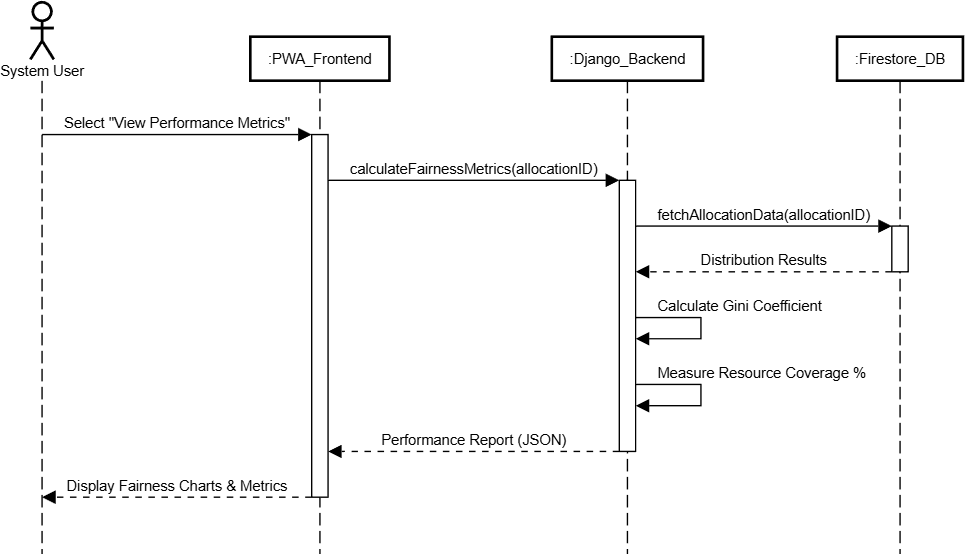 System User
:PWA_Frontend
:Django_Backend
:Firestore_DB
Select "View Performance Metrics"
calculateFairnessMetrics(allocationID)
fetchAllocationData(allocationID)
Distribution Results
Calculate Gini Coefficient
Measure Resource Coverage %
Performance Report (JSON)
Display Fairness Charts & Metrics